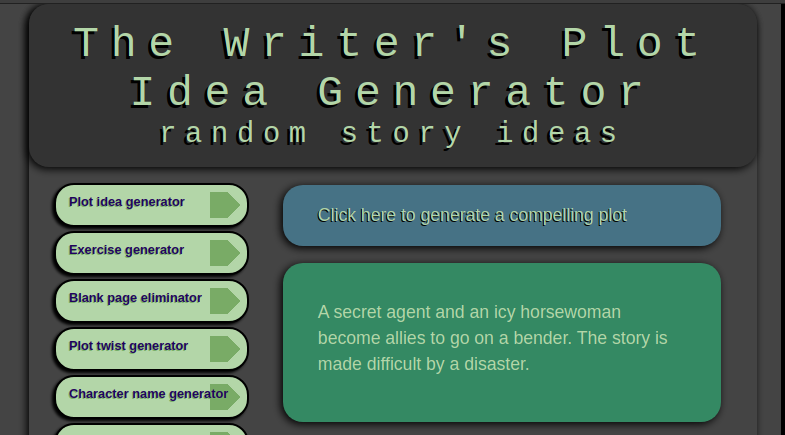 The Writer's Plot
Idea Generator
random story ideas
Plot idea generator
Exercise generator
Blank page eliminator
Plot twist generator
Character name generator
Click here to generate a compelling plot
A secret agent and an icy horsewoman
become allies to go on a bender. The story is
made difficult by a disaster.